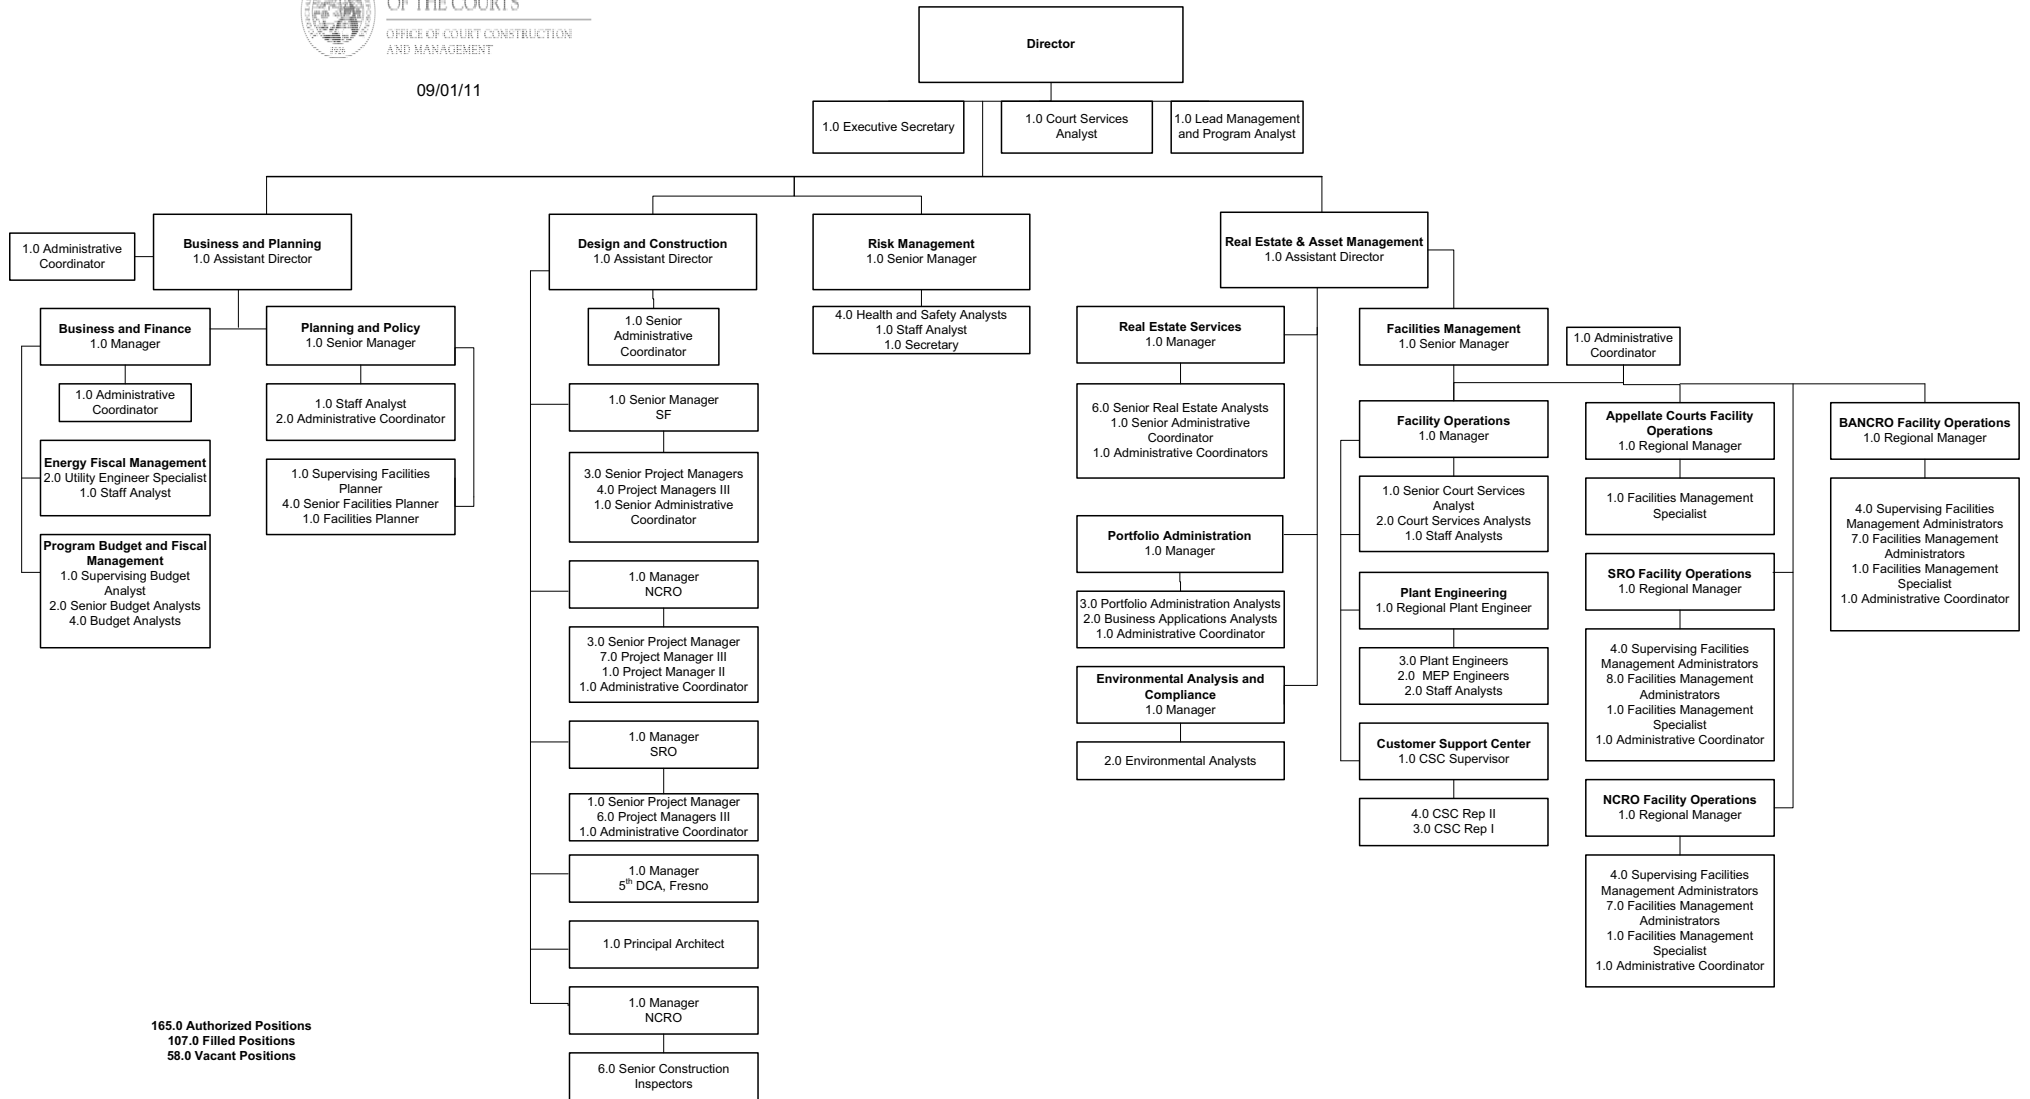 OF THE COURTS
OFFICE OF COURT CONSTRUCTION
AND MANAGEMENT
1926
09/01/11
Director
1.0 Executive Secretary
1.0 Court Services
Analyst
1.0 Lead Management
and Program Analyst
1.0 Administrative
Coordinator
Business and Planning
1.0 Assistant Director
Design and Construction
1.0 Assistant Director
Risk Management
1.0 Senior Manager
Real Estate & Asset Management
1.0 Assistant Director
Business and Finance
1.0 Manager
1.0 Administrative
Coordinator
Energy Fiscal Management
2.0 Utility Engineer Specialist
1.0 Staff Analyst
Program Budget and Fiscal
Management
1.0 Supervising Budget
Analyst
2.0 Senior Budget Analysts
4.0 Budget Analysts
Planning and Policy
1.0 Senior Manager
1.0 Staff Analyst
2.0 Administrative Coordinator
1.0 Supervising Facilities
Planner
4.0 Senior Facilities Planner
1.0 Facilities Planner
1.0 Senior
Administrative
Coordinator
1.0 Senior Manager
SF
3.0 Senior Project Managers
4.0 Project Managers III
1.0 Senior Administrative
Coordinator
1.0 Manager
NCRO
3.0 Senior Project Manager
7.0 Project Manager III
1.0 Project Manager II
1.0 Administrative Coordinator
1.0 Manager
SRO
1.0 Senior Project Manager
6.0 Project Managers III
1.0 Administrative Coordinator
1.0 Manager
5th DCA, Fresno
1.0 Principal Architect
1.0 Manager
NCRO
6.0 Senior Construction
Inspectors
4.0 Health and Safety Analysts
1.0 Staff Analyst
1.0 Secretary
Real Estate Services
1.0 Manager
6.0 Senior Real Estate Analysts
1.0 Senior Administrative
Coordinator
1.0 Administrative Coordinators
Portfolio Administration
1.0 Manager
3.0 Portfolio Administration Analysts
2.0 Business Applications Analysts
1.0 Administrative Coordinator
Environmental Analysis and
Compliance
1.0 Manager
2.0 Environmental Analysts
Facilities Management
1.0 Senior Manager
1.0 Administrative
Coordinator
Facility Operations
1.0 Manager
1.0 Senior Court Services
Analyst
2.0 Court Services Analysts
1.0 Staff Analysts
Plant Engineering
1.0 Regional Plant Engineer
3.0 Plant Engineers
2.0 MEP Engineers
2.0 Staff Analysts
Customer Support Center
1.0 CSC Supervisor
4.0 CSC Rep II
3.0 CSC Rep I
Appellate Courts Facility
Operations
1.0 Regional Manager
1.0 Facilities Management
Specialist
SRO Facility Operations
1.0 Regional Manager
4.0 Supervising Facilities
Management Administrators
8.0 Facilities Management
Administrators
1.0 Facilities Management
Specialist
1.0 Administrative Coordinator
NCRO Facility Operations
1.0 Regional Manager
4.0 Supervising Facilities
Management Administrators
7.0 Facilities Management
Administrators
1.0 Facilities Management
Specialist
1.0 Administrative Coordinator
BANCRO Facility Operations
1.0 Regional Manager
4.0 Supervising Facilities
Management Administrators
7.0 Facilities Management
Administrators
1.0 Facilities Management
Specialist
1.0 Administrative Coordinator
165.0 Authorized Positions
107.0 Filled Positions
58.0 Vacant Positions